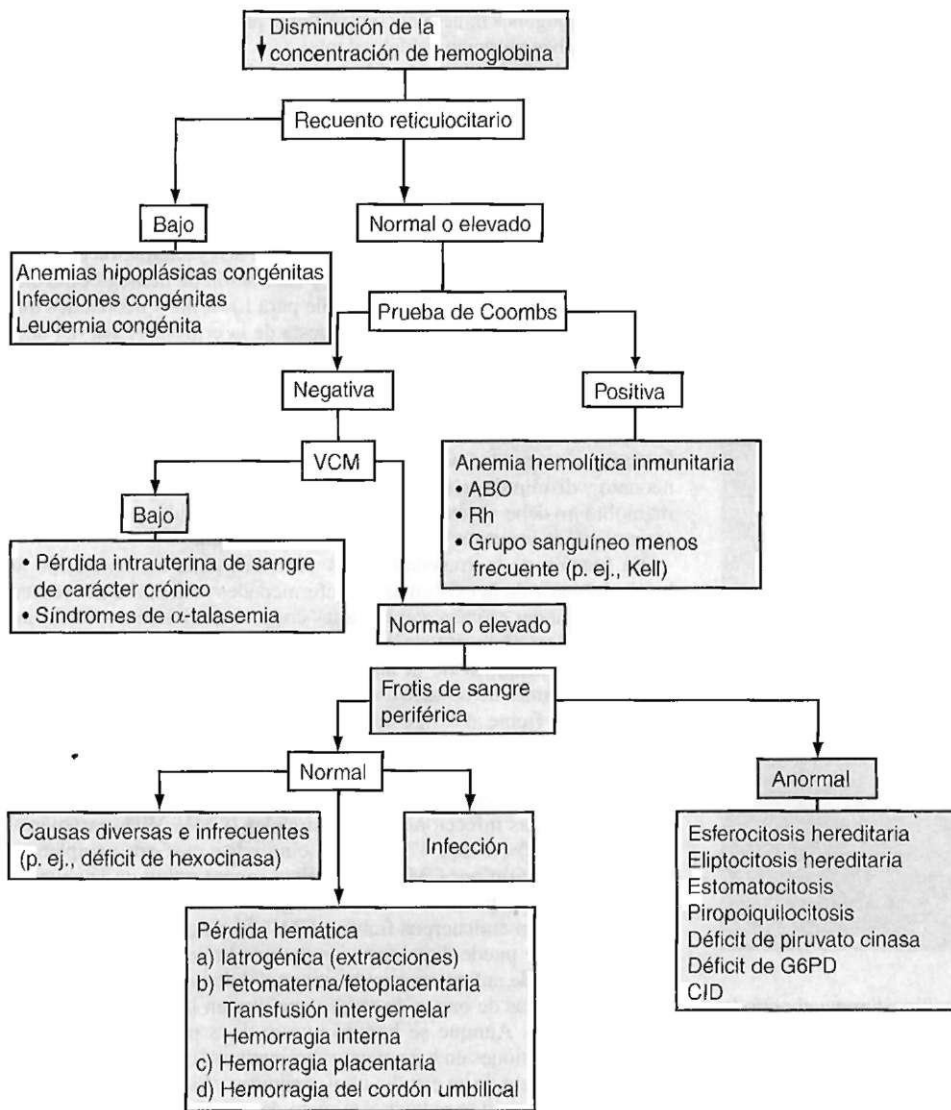 ↓ Disminución de la
concentración de hemoglobina
Recuento reticulocitario
Bajo
Normal o elevado
Anemias hipoplásicas congénitas
Infecciones congénitas
Leucemia congénita
Prueba de Coombs
Negativa
Positiva
VCM
Anemia hemolítica inmunitaria
• ABO
• Rh
• Grupo sanguíneo menos
frecuente (p. ej., Kell)
Bajo
• Pérdida intrauterina de sangre
de carácter crónico
• Síndromes de α-talasemia
Normal o elevado
Frotis de sangre
periférica
Normal
Anormal
Causas diversas e infrecuentes
(p. ej., déficit de hexocinasa)
Infección
Esferocitosis hereditaria
Eliptocitosis hereditaria
Estomatocitosis
Piropoiquilocitosis
Déficit de piruvato cinasa
Déficit de G6PD
CID
Pérdida hemática
a) Iatrogénica (extracciones)
b) Fetomaterna/fetoplacentaria
Transfusión intergemelar
Hemorragia interna
c) Hemorragia placentaria
d) Hemorragia del cordón umbilical